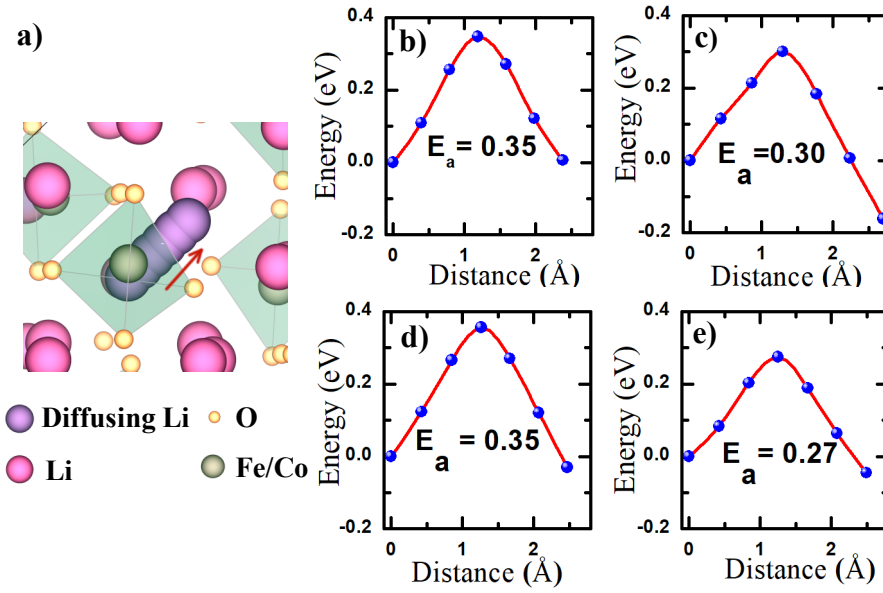 a)
Diffusing Li
O
Li
Fe/Co
b)
0.4
0.2
0.0
-0.2
Energy (eV)
E a = 0.35
0 1 2
Distance (Å)
c)
0.4
0.2
0.0
-0.2
Energy (eV)
E a =0.30
0 1 2
Distance (Å)
d)
0.4
0.2
0.0
-0.2
Energy (eV)
E a = 0.35
0 1 2
Distance (Å)
e)
0.4
0.2
0.0
-0.2
Energy (eV)
E a = 0.27
0 1 2
Distance (Å)